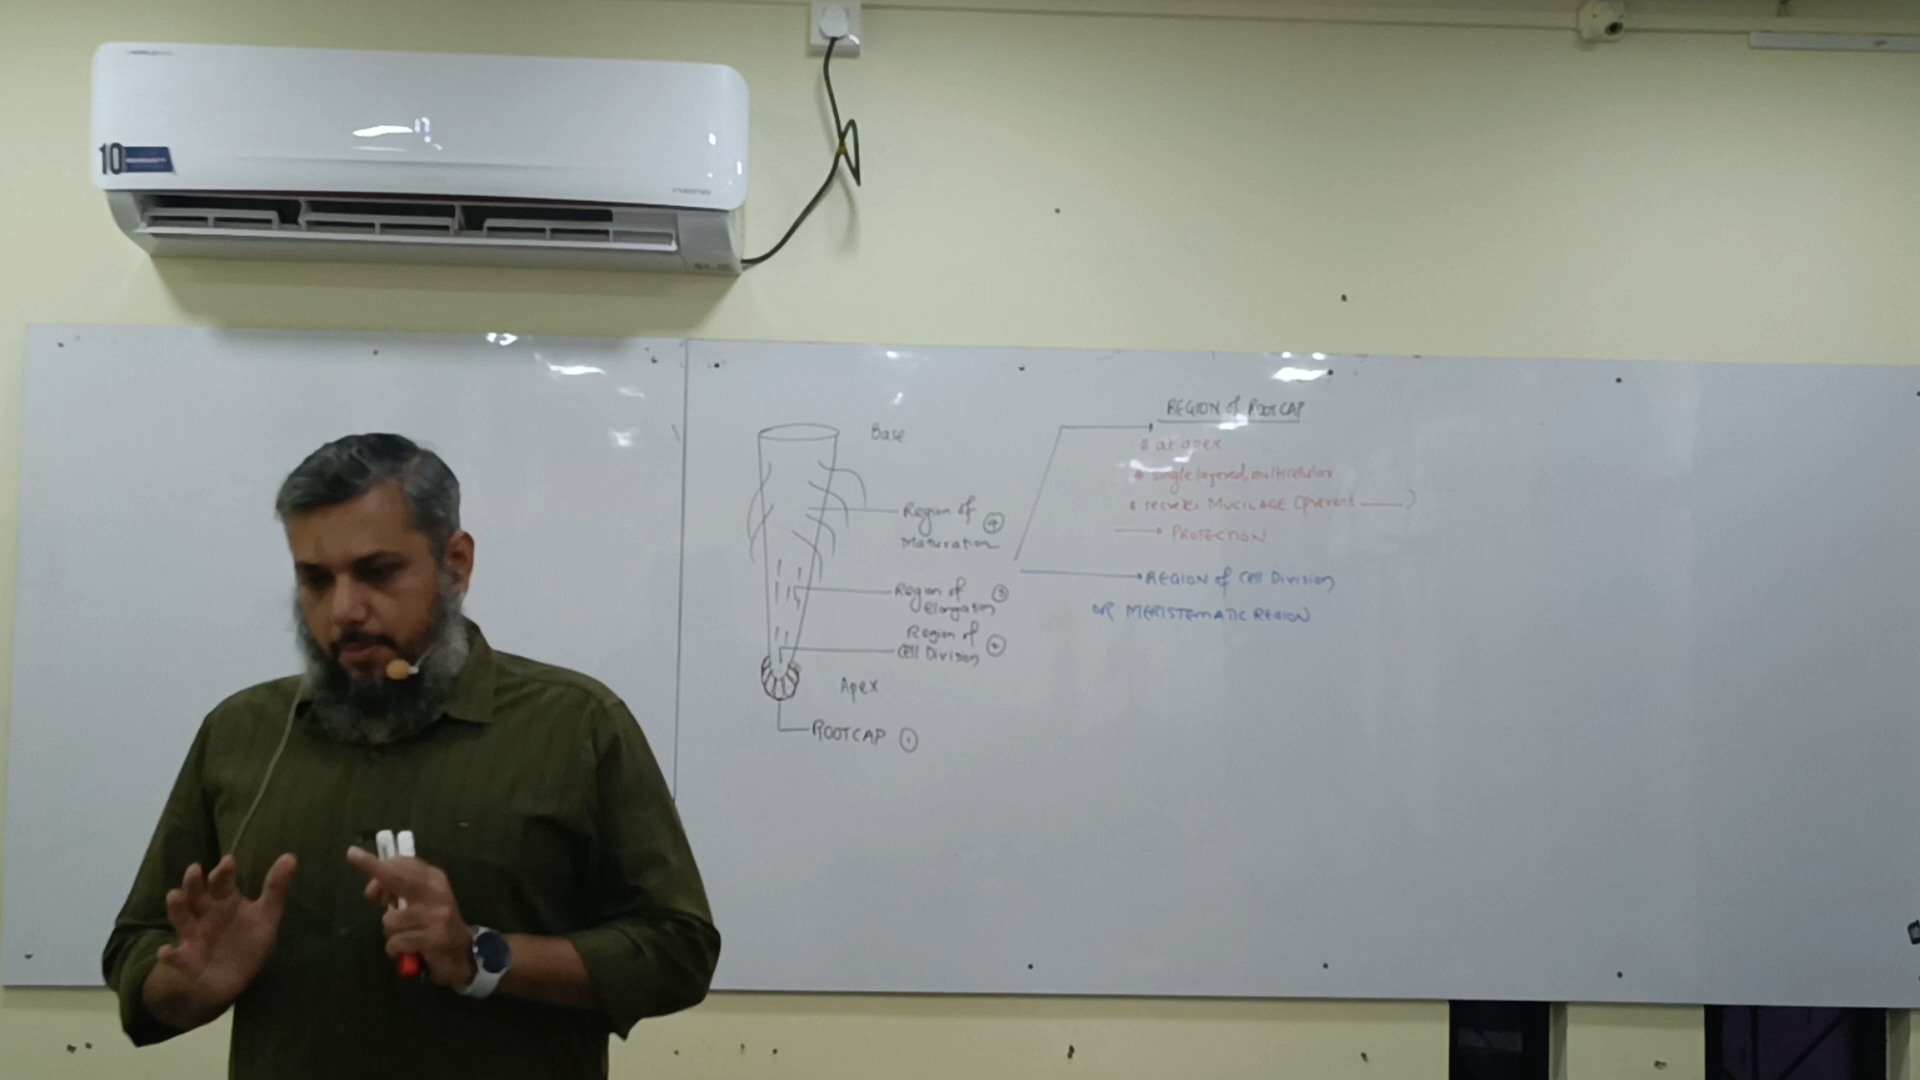 10
INVERTER
Base
Region of
Maturation ④
Region of ③
Elongation
Region of
Cell Division ②
Apex
ROOTCAP ①
REGION of ROOTCAP
at apex
single layered, multicellular
secretes MUCILAGE (prevent ——)
PROTECTION
REGION of Cell Division
OR MERISTEMATIC REGION